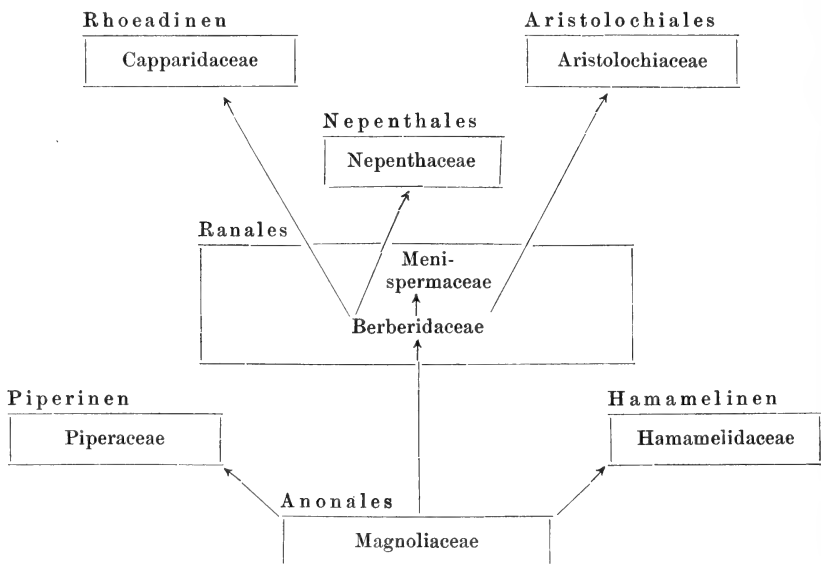 Rhoeadinen
Capparidaceae
Aristolochiales
Aristolochiaceae
Nepenthales
Nepenthaceae
Ranales
Meni-
spermaceae
Berberidaceae
Piperinen
Piperaceae
Hamamelinen
Hamamelidaceae
Anonales
Magnoliaceae